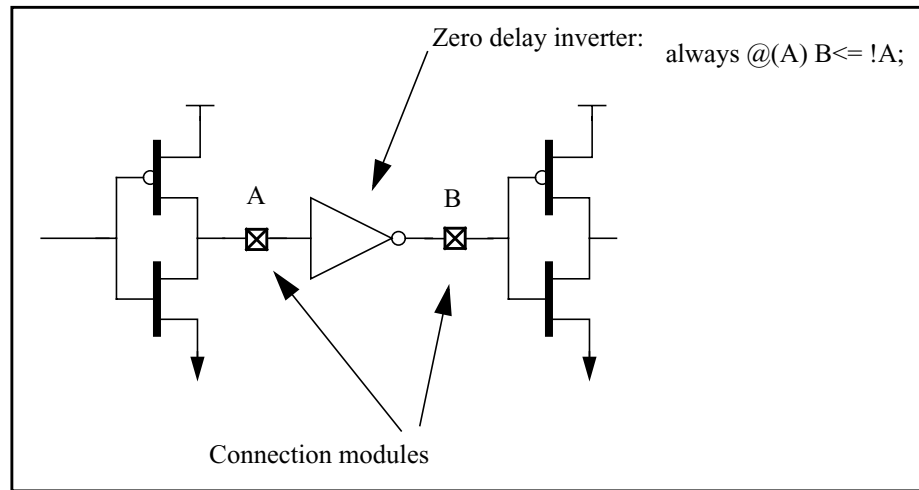 Zero delay inverter:
always @(A) B<= !A;
A
B
Connection modules